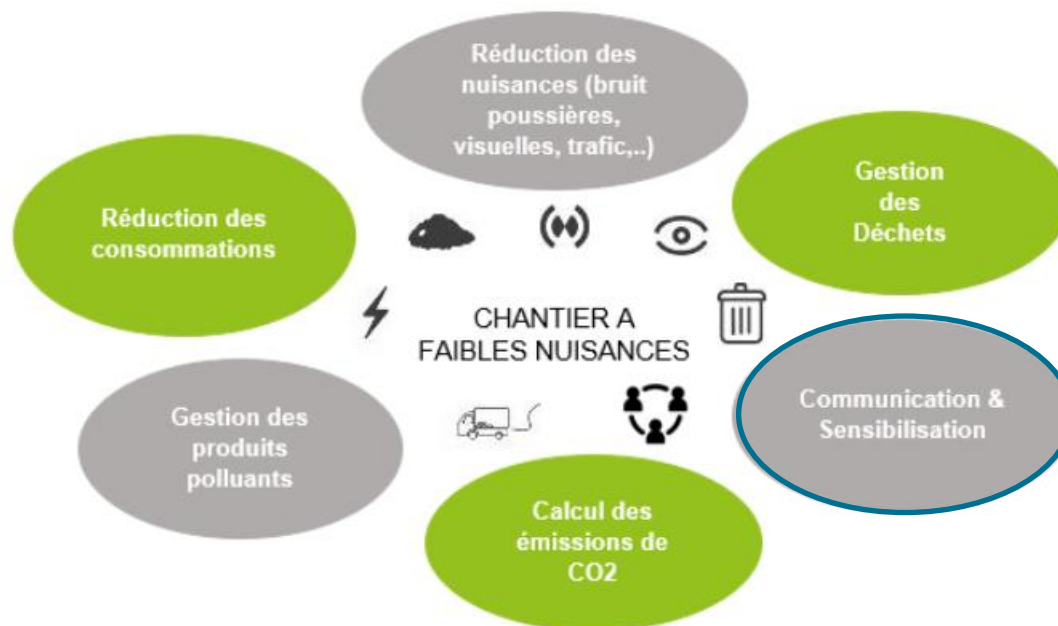 Réduction des
nuisances (bruit
poussières,
visuelles, trafic,..)
Gestion
des
Déchets
Réduction des
consommations
CHANTIER A
FAIBLES NUISANCES
Communication &
Sensibilisation
Gestion des
produits
polluants
Calcul des
émissions de
CO2